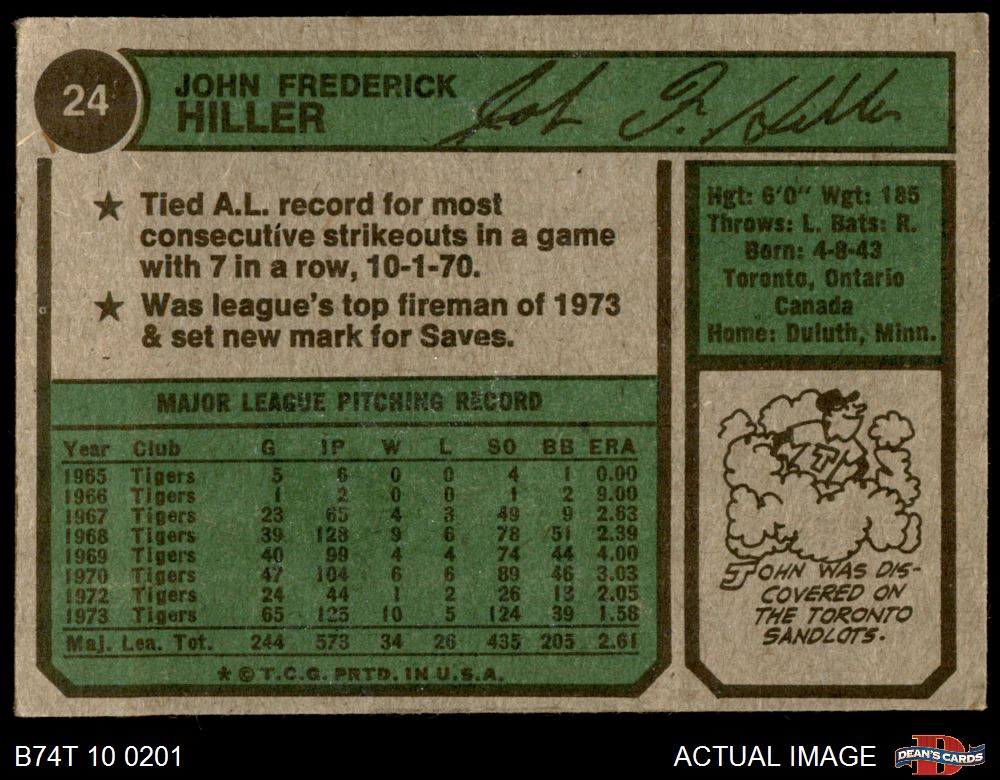 24
JOHN FREDERICK
HILLER
John F. Hiller
★ Tied A.L. record for most
consecutive strikeouts in a game
with 7 in a row, 10-1-70.
★ Was league's top fireman of 1973
& set new mark for Saves.
Hgt: 6'0" Wgt: 185
Throws: L. Bats: R.
Born: 4-8-43
Toronto, Ontario
Canada
Home: Duluth, Minn.
MAJOR LEAGUE PITCHING RECORD
Year Club G IP W L SO BB ERA
1965 Tigers 5 6 0 0 4 1 0.00
1966 Tigers 1 2 0 0 1 2 9.00
1967 Tigers 23 65 4 3 49 9 2.63
1968 Tigers 39 128 9 6 78 51 2.39
1969 Tigers 40 99 4 4 74 44 4.00
1970 Tigers 47 104 6 6 89 46 3.03
1972 Tigers 24 44 1 2 26 13 2.05
1973 Tigers 65 125 10 5 124 39 1.58
Maj. Lea. Tot. 244 573 34 26 435 205 2.61
★ © T.C.G. PRTD. IN U.S.A.
JOHN WAS DIS-
COVERED ON
THE TORONTO
SANDLOTS.
B74T 10 0201
ACTUAL IMAGE
DEAN'S CARDS